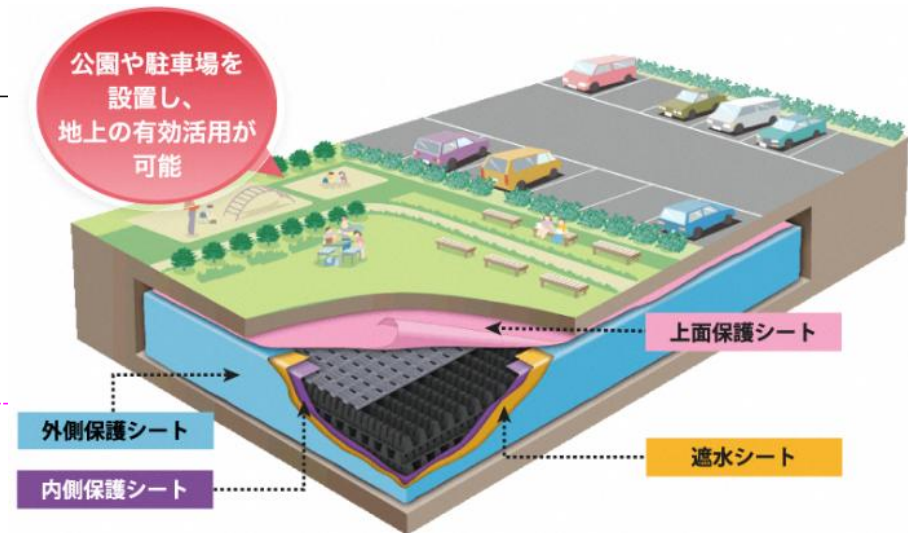 公園や駐車場を
設置し、
地上の有効活用が
可能
上面保護シート
外側保護シート
遮水シート
内側保護シート